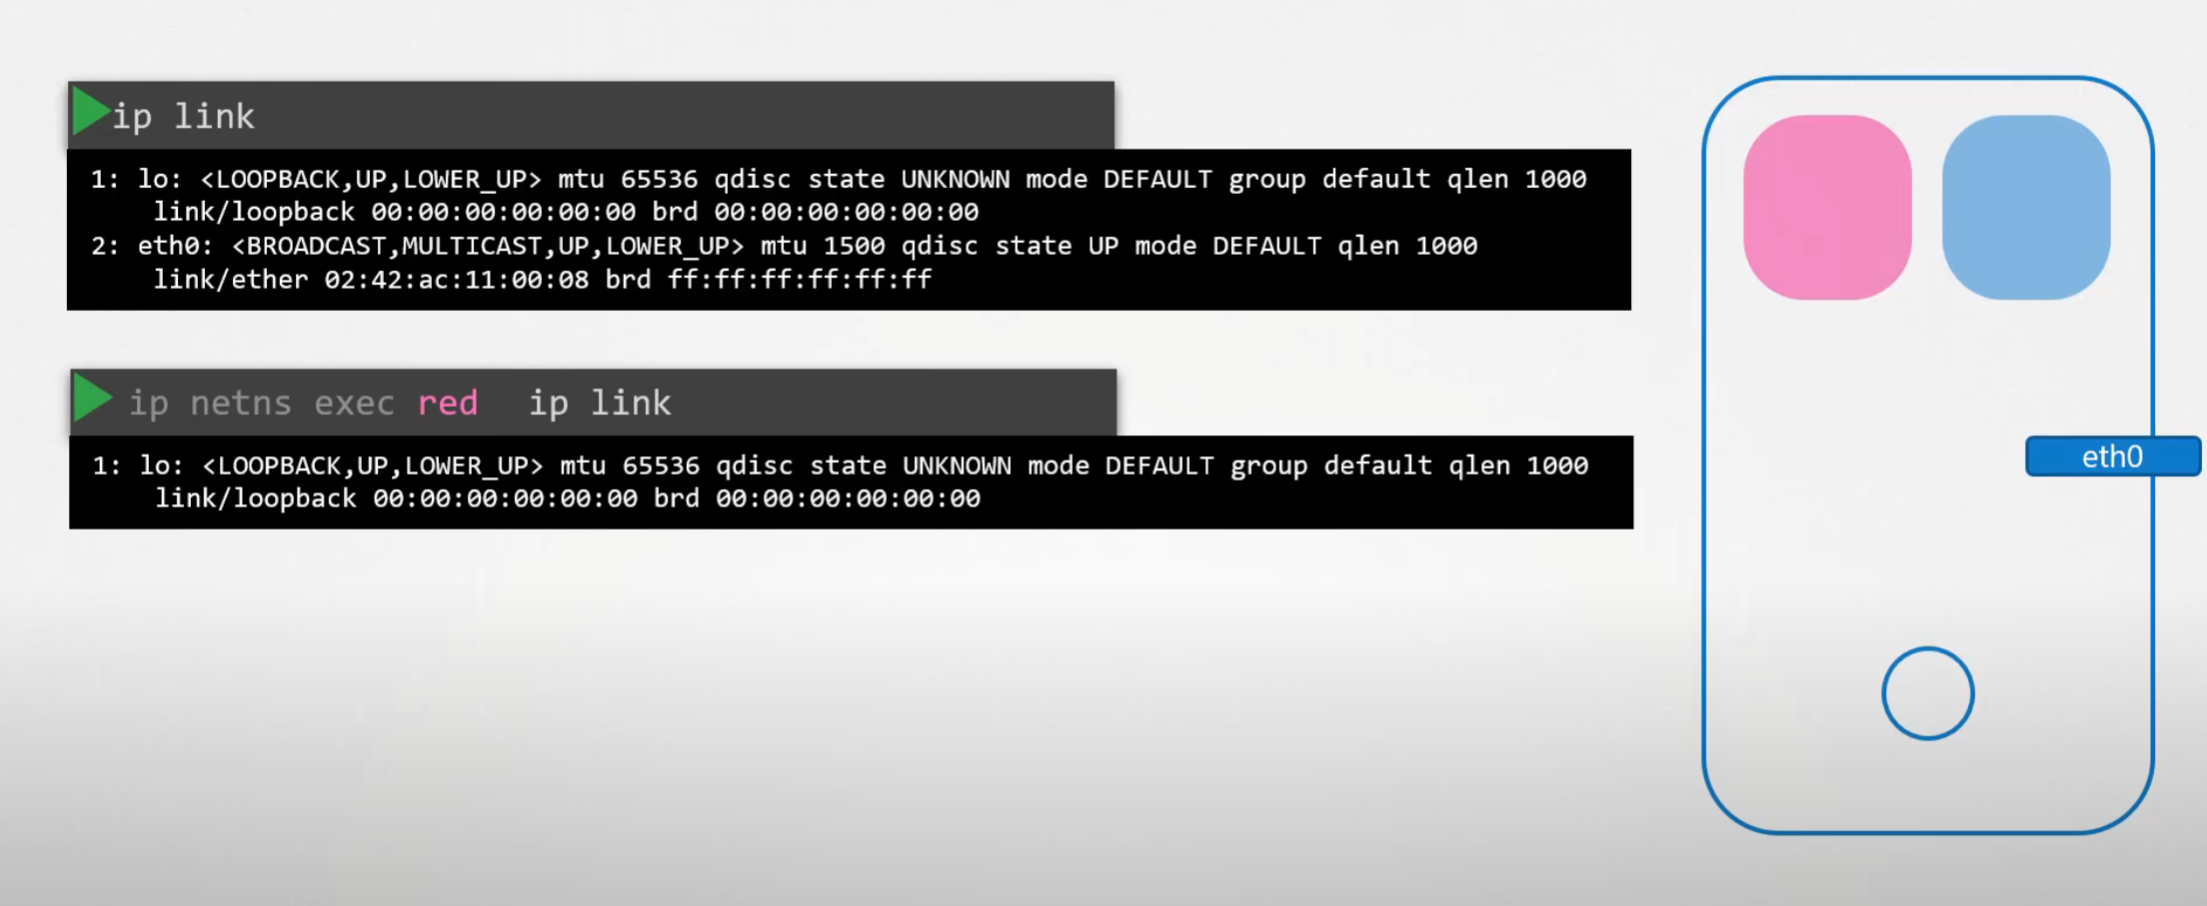 ip link
1: lo: <LOOPBACK,UP,LOWER_UP> mtu 65536 qdisc state UNKNOWN mode DEFAULT group default qlen 1000
link/loopback 00:00:00:00:00:00 brd 00:00:00:00:00:00
2: eth0: <BROADCAST,MULTICAST,UP,LOWER_UP> mtu 1500 qdisc state UP mode DEFAULT qlen 1000
link/ether 02:42:ac:11:00:08 brd ff:ff:ff:ff:ff:ff
ip netns exec red ip link
1: lo: <LOOPBACK,UP,LOWER_UP> mtu 65536 qdisc state UNKNOWN mode DEFAULT group default qlen 1000
link/loopback 00:00:00:00:00:00 brd 00:00:00:00:00:00
eth0